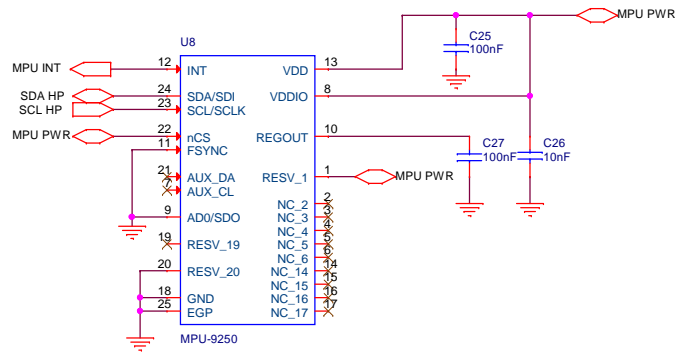 MPU PWR
U8
C25
100nF
MPU INT
12
INT
VDD
13
SDA HP
24
SDA/SDI
VDDIO
8
SCL HP
23
SCL/SCLK
MPU PWR
22
nCS
REGOUT
10
11
FSYNC
C27
100nF
C26
10nF
21
AUX_DA
RESV_1
1
MPU PWR
7
AUX_CL
NC_2
2
NC_3
3
9
AD0/SDO
NC_4
4
19
RESV_19
NC_5
5
NC_6
6
20
RESV_20
NC_14
14
NC_15
15
18
GND
NC_16
16
25
EGP
NC_17
17
MPU-9250